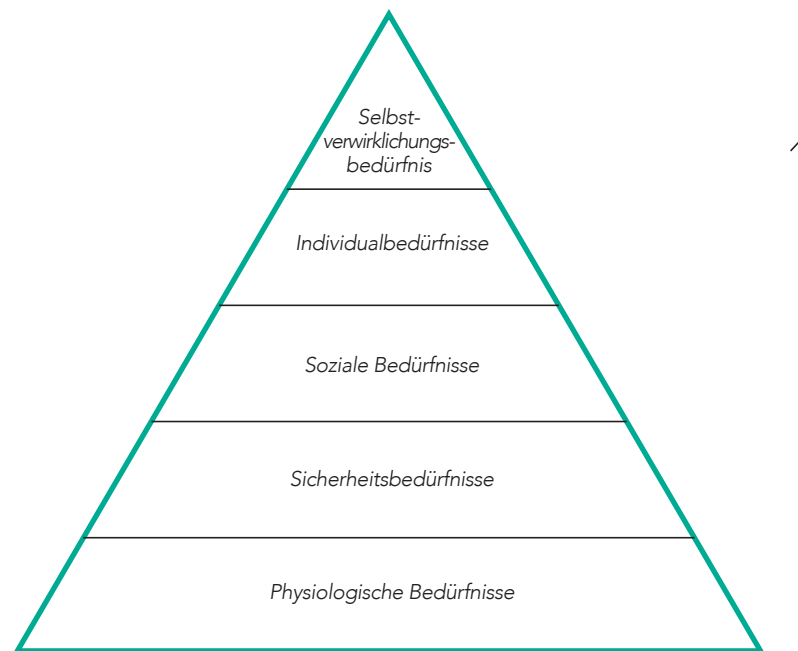 Selbst-
verwirklichungs-
bedürfnis
Individualbedürfnisse
Soziale Bedürfnisse
Sicherheitsbedürfnisse
Physiologische Bedürfnisse